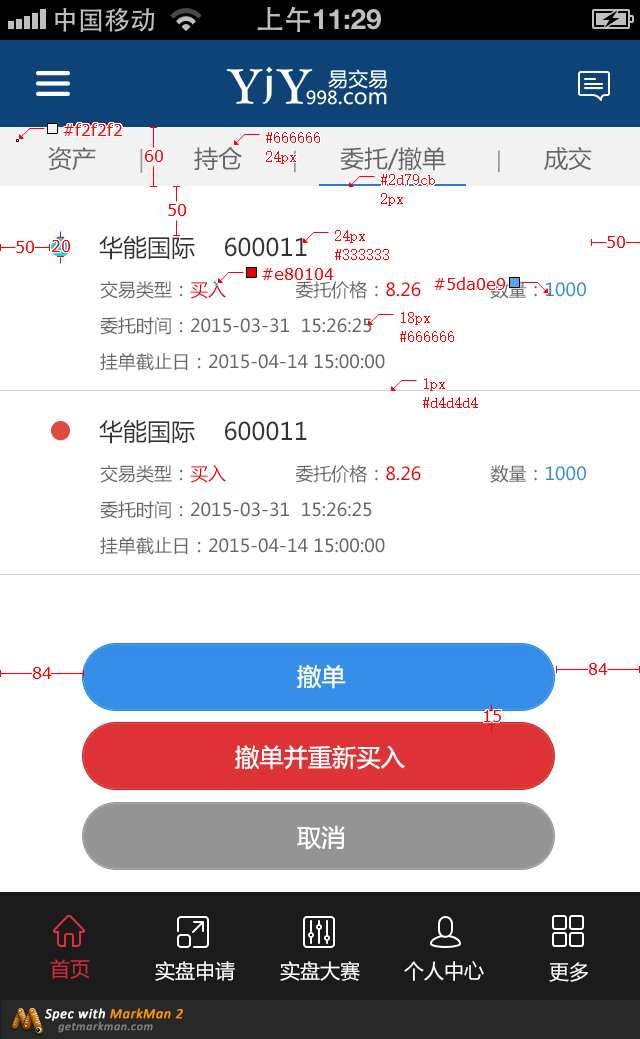 中国移动 上午11:29
YjY 易交易 998.com
#f2f2f2 #666666
资产 | 60 持仓 24px | 委托/撤单 | 成交
#2d79cb
2px
50
50 20 华能国际 600011 24px 50
#333333
#e80104 #5da0e9
交易类型：买入 委托价格：8.26 数量：1000
委托时间：2015-03-31 15:26:25 18px
#666666
挂单截止日：2015-04-14 15:00:00
1px
#d4d4d4
华能国际 600011
交易类型：买入 委托价格：8.26 数量：1000
委托时间：2015-03-31 15:26:25
挂单截止日：2015-04-14 15:00:00
84 撤单 84
15
撤单并重新买入
取消
首页 实盘申请 实盘大赛 个人中心 更多
Spec with MarkMan 2
getmarkman.com